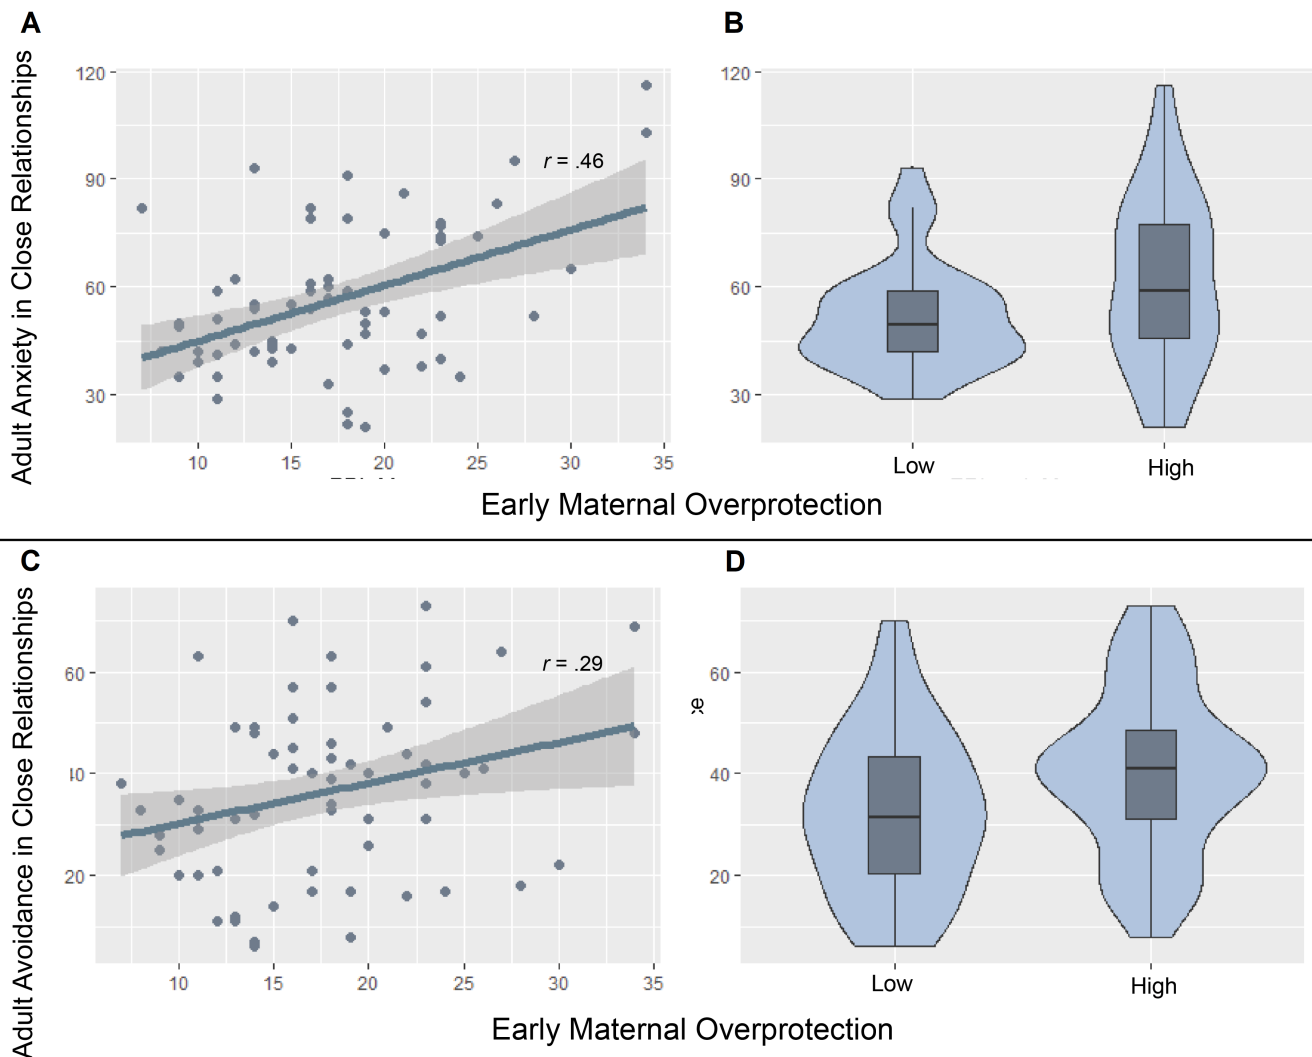 A
B
Adult Anxiety in Close Relationships
120
90
60
30
r = .46
10 15 20 25 30 35
120
90
60
30
Low High
Early Maternal Overprotection
C
D
Adult Avoidance in Close Relationships
60
40
20
r = .29
10 15 20 25 30 35
60
40
20
Low High
Early Maternal Overprotection